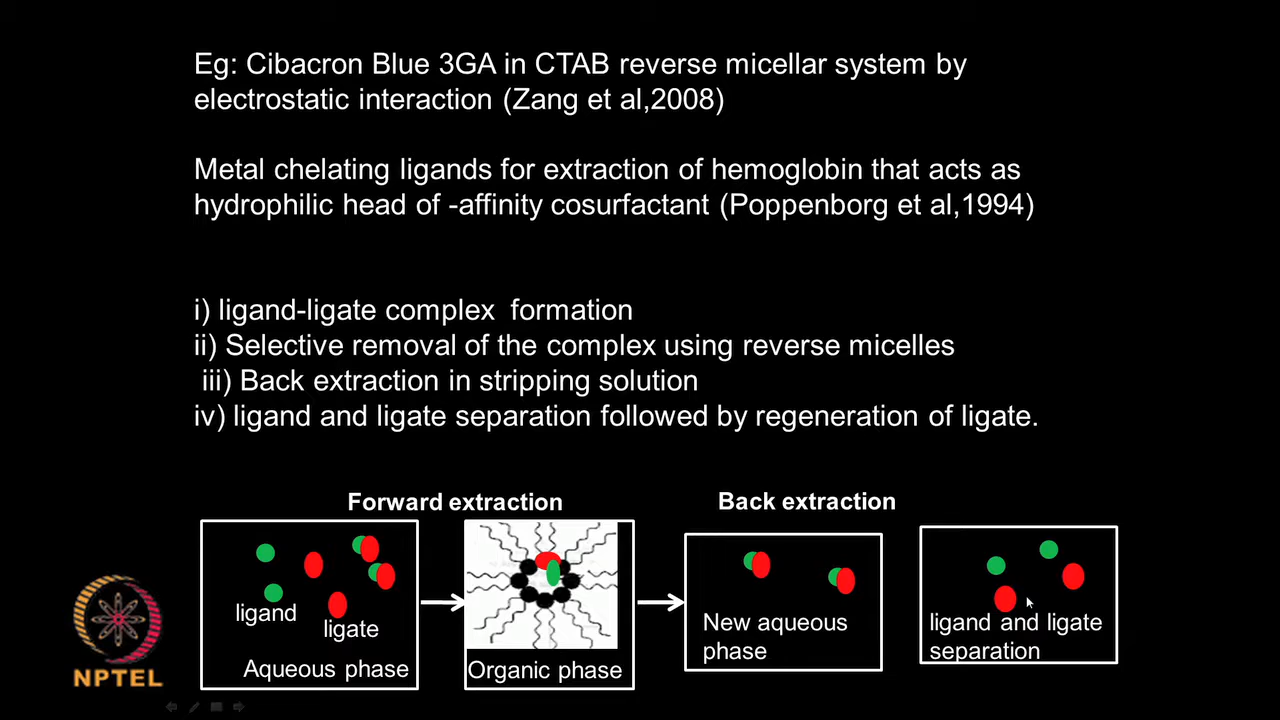 Eg: Cibacron Blue 3GA in CTAB reverse micellar system by
electrostatic interaction (Zang et al,2008)
Metal chelating ligands for extraction of hemoglobin that acts as
hydrophilic head of -affinity cosurfactant (Poppenborg et al,1994)
i) ligand-ligate complex  formation
ii) Selective removal of the complex using reverse micelles
iii) Back extraction in stripping solution
iv) ligand and ligate separation followed by regeneration of ligate.
Forward extraction
Back extraction
ligand
ligate
Aqueous phase
Organic phase
New aqueous
phase
ligand and ligate
separation
NPTEL